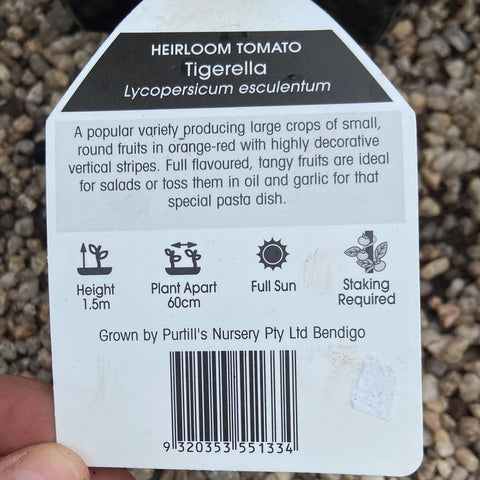 HEIRLOOM TOMATO
Tigerella
Lycopersicum esculentum
A popular variety producing large crops of small,
round fruits in orange-red with highly decorative
vertical stripes. Full flavoured, tangy fruits are ideal
for salads or toss them in oil and garlic for that
special pasta dish.
Height
1.5m
Plant Apart
60cm
Full Sun
Staking
Required
Grown by Purtill's Nursery Pty Ltd Bendigo
9 320353 551334